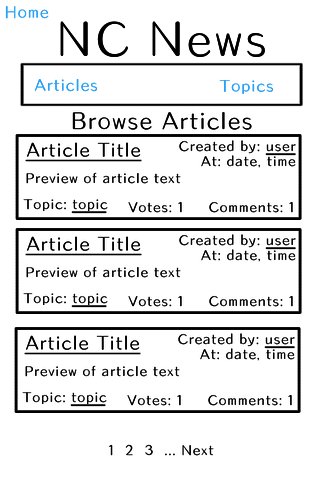 Home
NC News
Articles Topics
Browse Articles
Article Title Created by: user
At: date, time
Preview of article text
Topic: topic Votes: 1 Comments: 1
Article Title Created by: user
At: date, time
Preview of article text
Topic: topic Votes: 1 Comments: 1
Article Title Created by: user
At: date, time
Preview of article text
Topic: topic Votes: 1 Comments: 1
1 2 3 ... Next